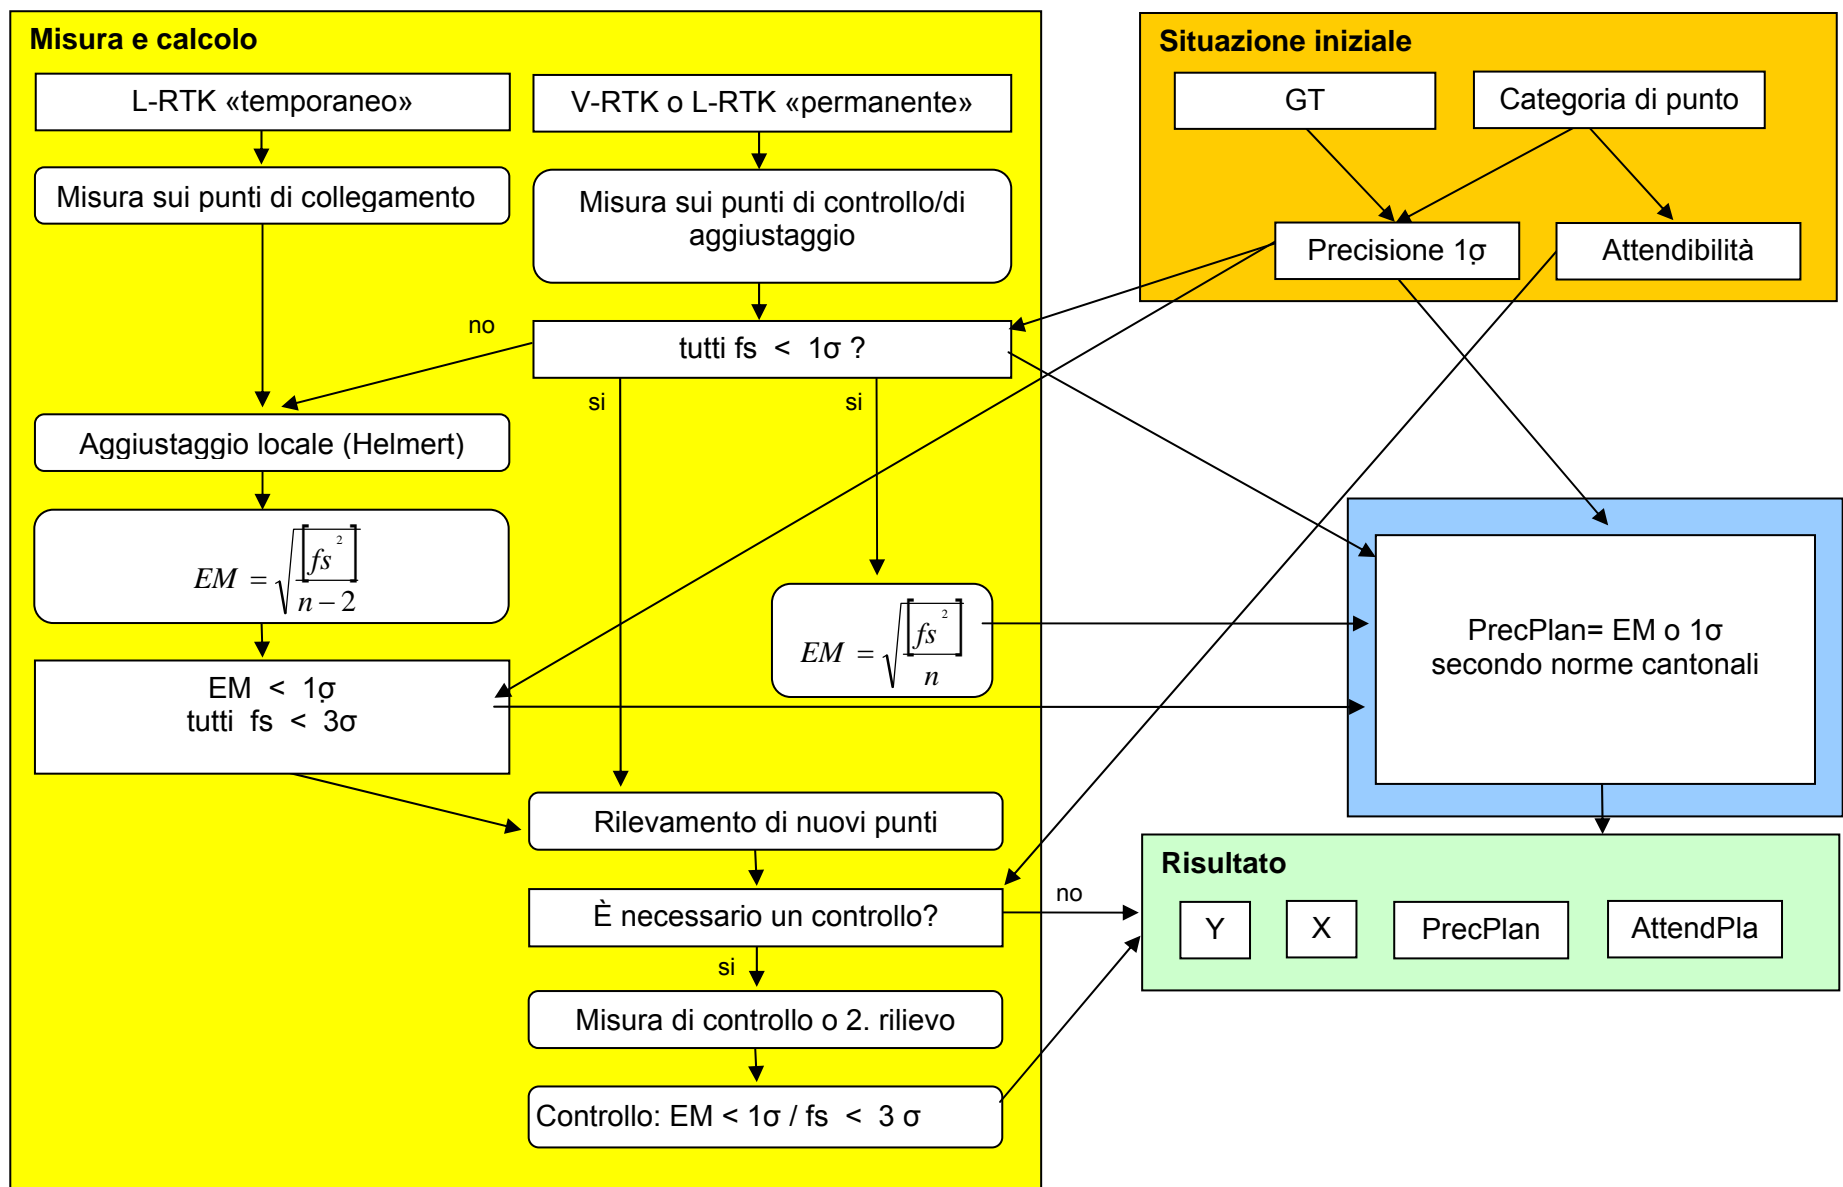 Misura e calcolo
L-RTK «temporaneo»
V-RTK o L-RTK «permanente»
Misura sui punti di collegamento
Misura sui punti di controllo/di
aggiustaggio
no
tutti fs < 1σ ?
si
si
Aggiustaggio locale (Helmert)
EM = √([fs²] / (n − 2))
EM = √([fs²] / n)
EM < 1σ
tutti fs < 3σ
Rilevamento di nuovi punti
È necessario un controllo?
no
si
Misura di controllo o 2. rilievo
Controllo: EM < 1σ / fs < 3 σ
Situazione iniziale
GT
Categoria di punto
Precisione 1σ
Attendibilità
PrecPlan= EM o 1σ
secondo norme cantonali
Risultato
Y
X
PrecPlan
AttendPla